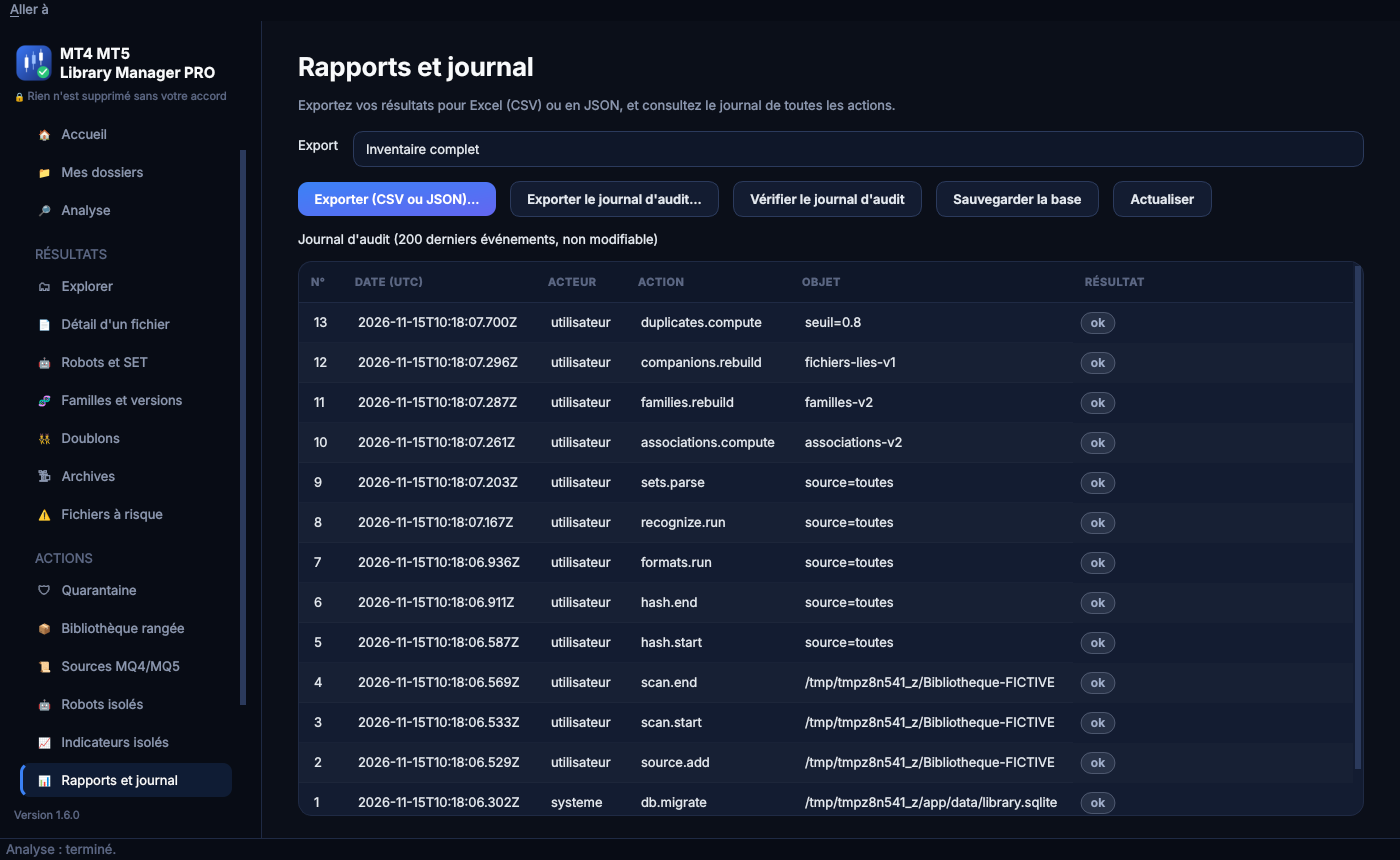 Aller à
MT4 MT5
Library Manager PRO
Rien n'est supprimé sans votre accord
Accueil
Mes dossiers
Analyse
RÉSULTATS
Explorer
Détail d'un fichier
Robots et SET
Familles et versions
Doublons
Archives
Fichiers à risque
ACTIONS
Quarantaine
Bibliothèque rangée
Sources MQ4/MQ5
Robots isolés
Indicateurs isolés
Rapports et journal
Version 1.6.0
Rapports et journal
Exportez vos résultats pour Excel (CSV) ou en JSON, et consultez le journal de toutes les actions.
Export Inventaire complet
Exporter (CSV ou JSON)... Exporter le journal d'audit... Vérifier le journal d'audit Sauvegarder la base Actualiser
Journal d'audit (200 derniers événements, non modifiable)
N° DATE (UTC) ACTEUR ACTION OBJET RÉSULTAT
13 2026-11-15T10:18:07.700Z utilisateur duplicates.compute seuil=0.8 ok
12 2026-11-15T10:18:07.296Z utilisateur companions.rebuild fichiers-lies-v1 ok
11 2026-11-15T10:18:07.287Z utilisateur families.rebuild familles-v2 ok
10 2026-11-15T10:18:07.261Z utilisateur associations.compute associations-v2 ok
9 2026-11-15T10:18:07.203Z utilisateur sets.parse source=toutes ok
8 2026-11-15T10:18:07.167Z utilisateur recognize.run source=toutes ok
7 2026-11-15T10:18:06.936Z utilisateur formats.run source=toutes ok
6 2026-11-15T10:18:06.911Z utilisateur hash.end source=toutes ok
5 2026-11-15T10:18:06.587Z utilisateur hash.start source=toutes ok
4 2026-11-15T10:18:06.569Z utilisateur scan.end /tmp/tmpz8n541_z/Bibliotheque-FICTIVE ok
3 2026-11-15T10:18:06.533Z utilisateur scan.start /tmp/tmpz8n541_z/Bibliotheque-FICTIVE ok
2 2026-11-15T10:18:06.529Z utilisateur source.add /tmp/tmpz8n541_z/Bibliotheque-FICTIVE ok
1 2026-11-15T10:18:06.302Z systeme db.migrate /tmp/tmpz8n541_z/app/data/library.sqlite ok
Analyse : terminé.